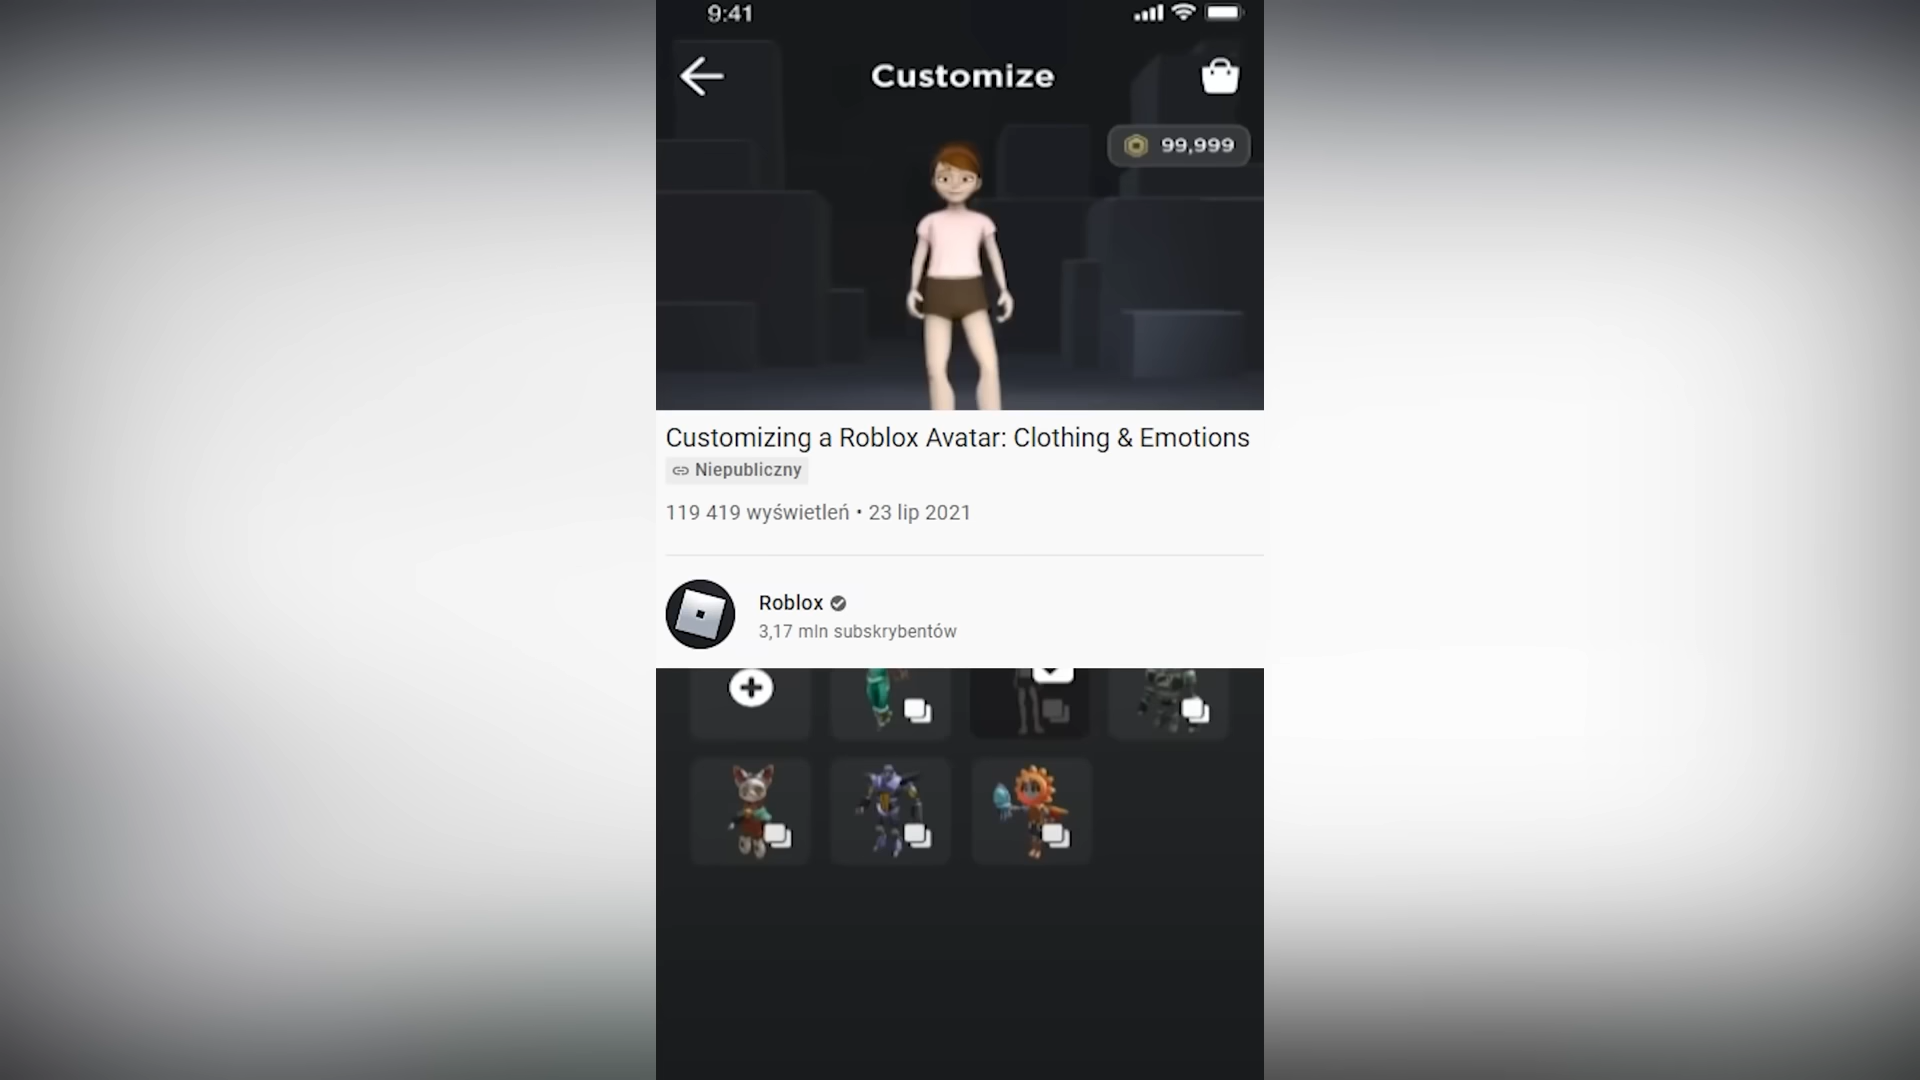 9:41
Customize
99,999
Customizing a Roblox Avatar: Clothing & Emotions
Niepubliczny
119 419 wyświetleń • 23 lip 2021
Roblox
3,17 mln subskrybentów